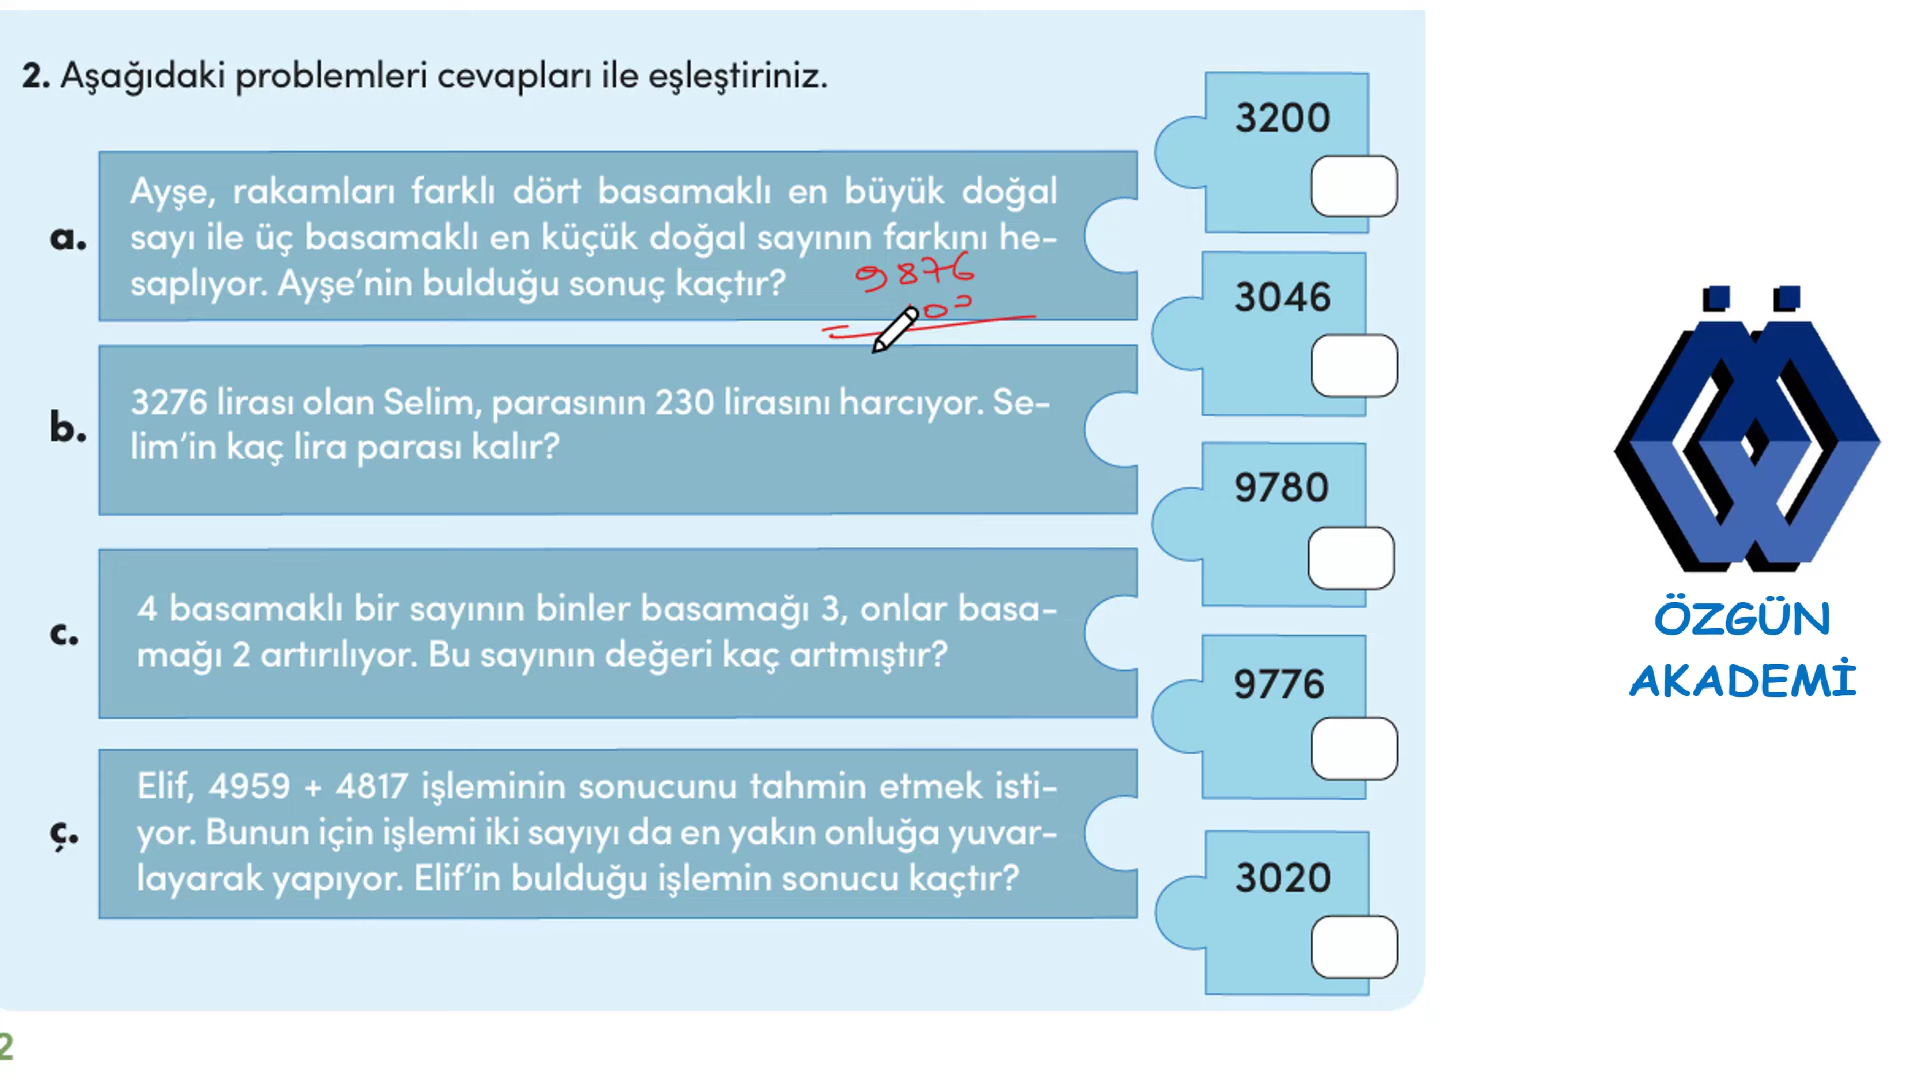 2. Aşağıdaki problemleri cevapları ile eşleştiriniz.
a.
Ayşe, rakamları farklı dört basamaklı en büyük doğal
sayı ile üç basamaklı en küçük doğal sayının farkını he-
saplıyor. Ayşe'nin bulduğu sonuç kaçtır?
9876
00
b.
3276 lirası olan Selim, parasının 230 lirasını harcıyor. Se-
lim'in kaç lira parası kalır?
c.
4 basamaklı bir sayının binler basamağı 3, onlar basa-
mağı 2 artırılıyor. Bu sayının değeri kaç artmıştır?
ç.
Elif, 4959 + 4817 işleminin sonucunu tahmin etmek isti-
yor. Bunun için işlemi iki sayıyı da en yakın onluğa yuvar-
layarak yapıyor. Elif'in bulduğu işlemin sonucu kaçtır?
3200
3046
9780
9776
3020
ÖZGÜN
AKADEMİ
2